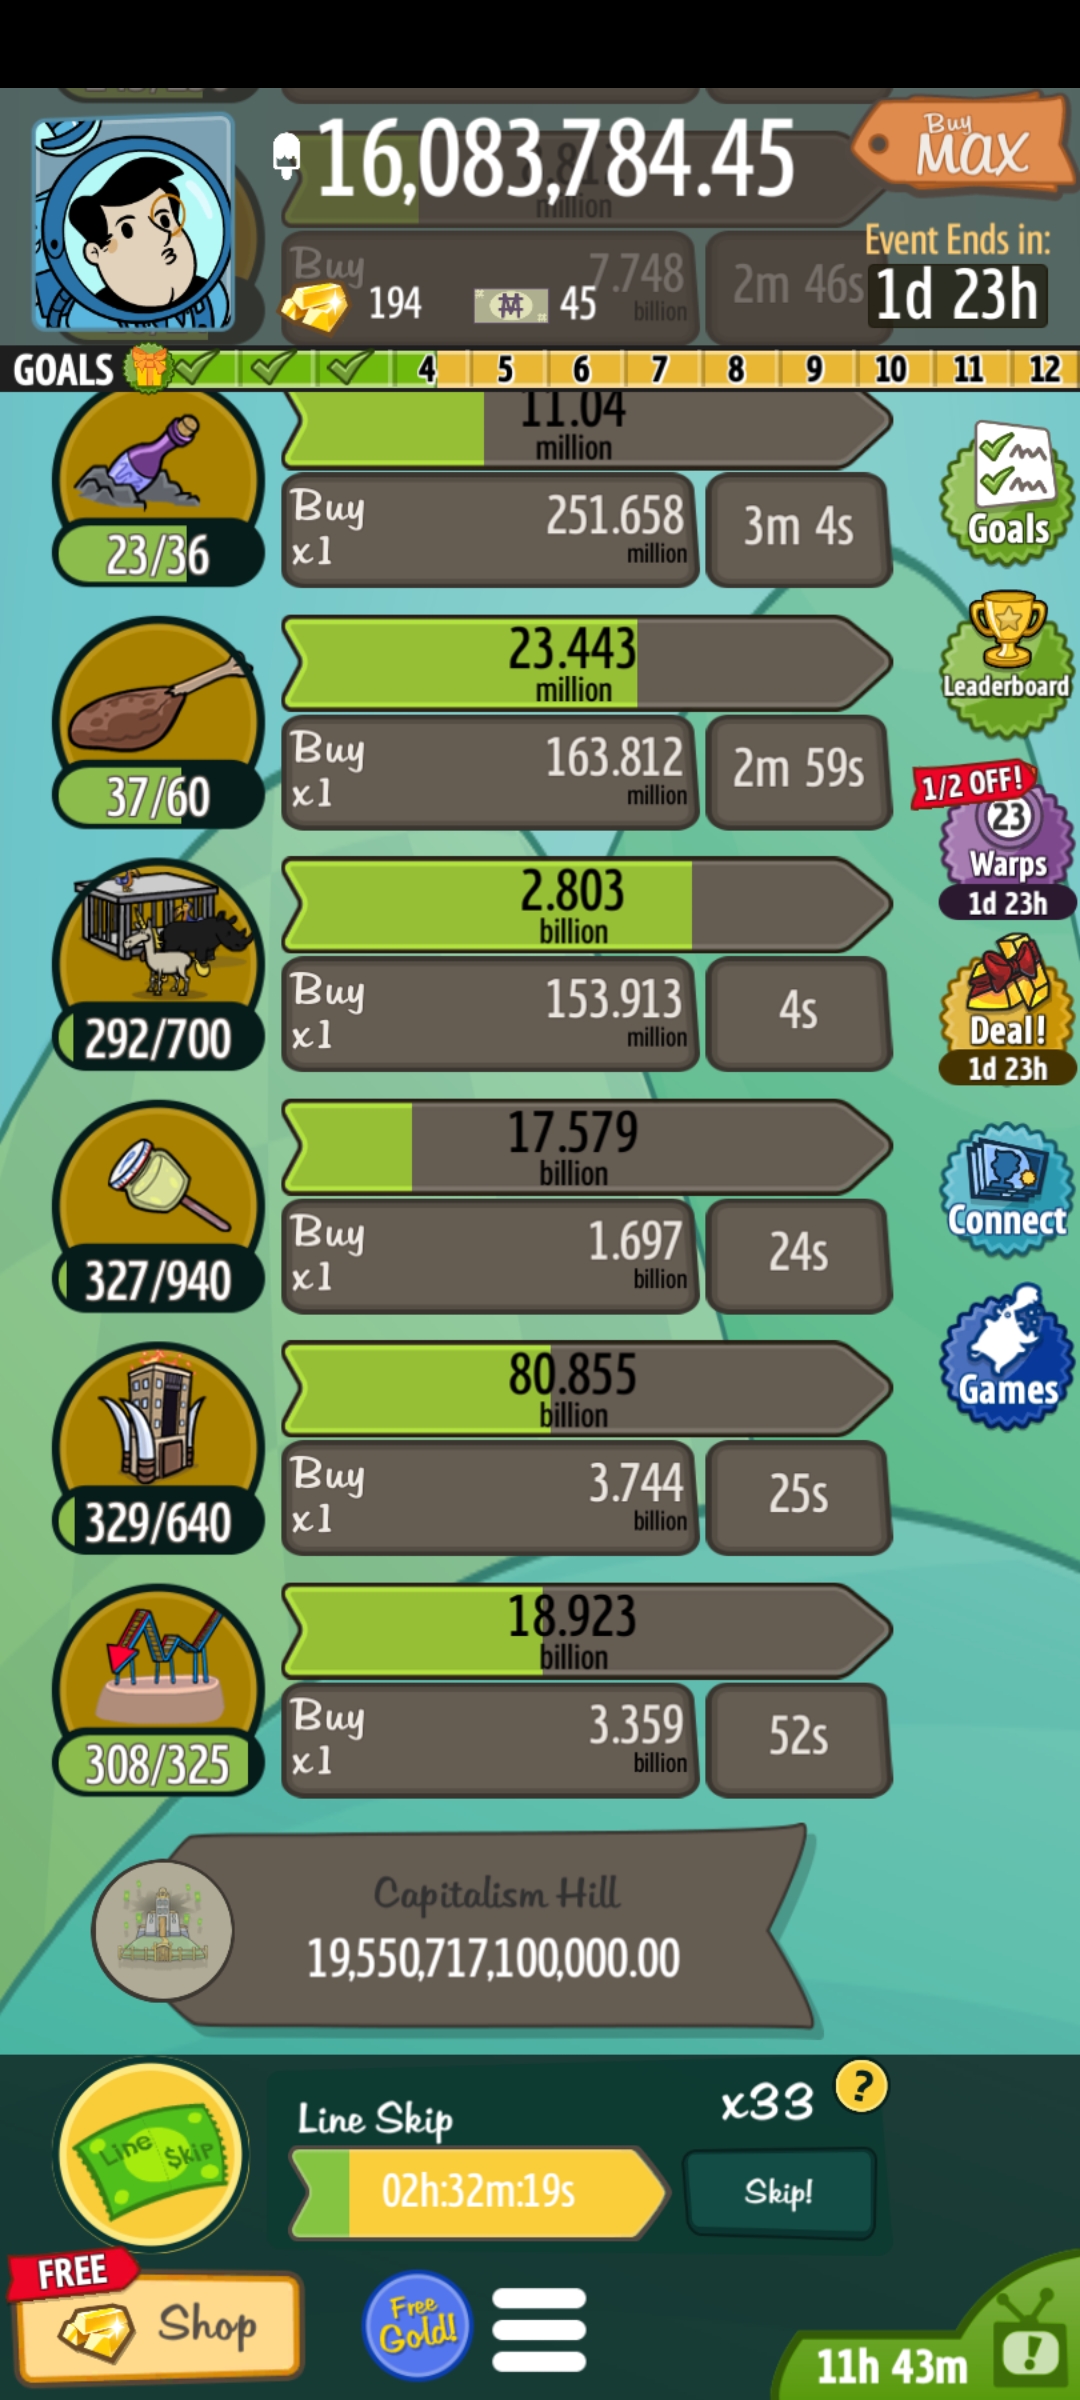 16,083,784.45
Buy
MAX
million
Buy
7.748
billion
2m 46s
194
45
Event Ends in:
1d 23h
GOALS
4
5
6
7
8
9
10
11
12
11.04
million
23/36
Buy
x1
251.658
million
3m 4s
Goals
23.443
million
37/60
Buy
x1
163.812
million
2m 59s
Leaderboard
1/2 OFF!
23
Warps
1d 23h
2.803
billion
292/700
Buy
x1
153.913
million
4s
Deal!
1d 23h
17.579
billion
327/940
Buy
x1
1.697
billion
24s
Connect
80.855
billion
329/640
Buy
x1
3.744
billion
25s
Games
18.923
billion
308/325
Buy
x1
3.359
billion
52s
Capitalism Hill
19,550,717,100,000.00
Line $kip
Line Skip
x33
?
02h:32m:19s
Skip!
FREE
Shop
Free
Gold!
11h 43m
!